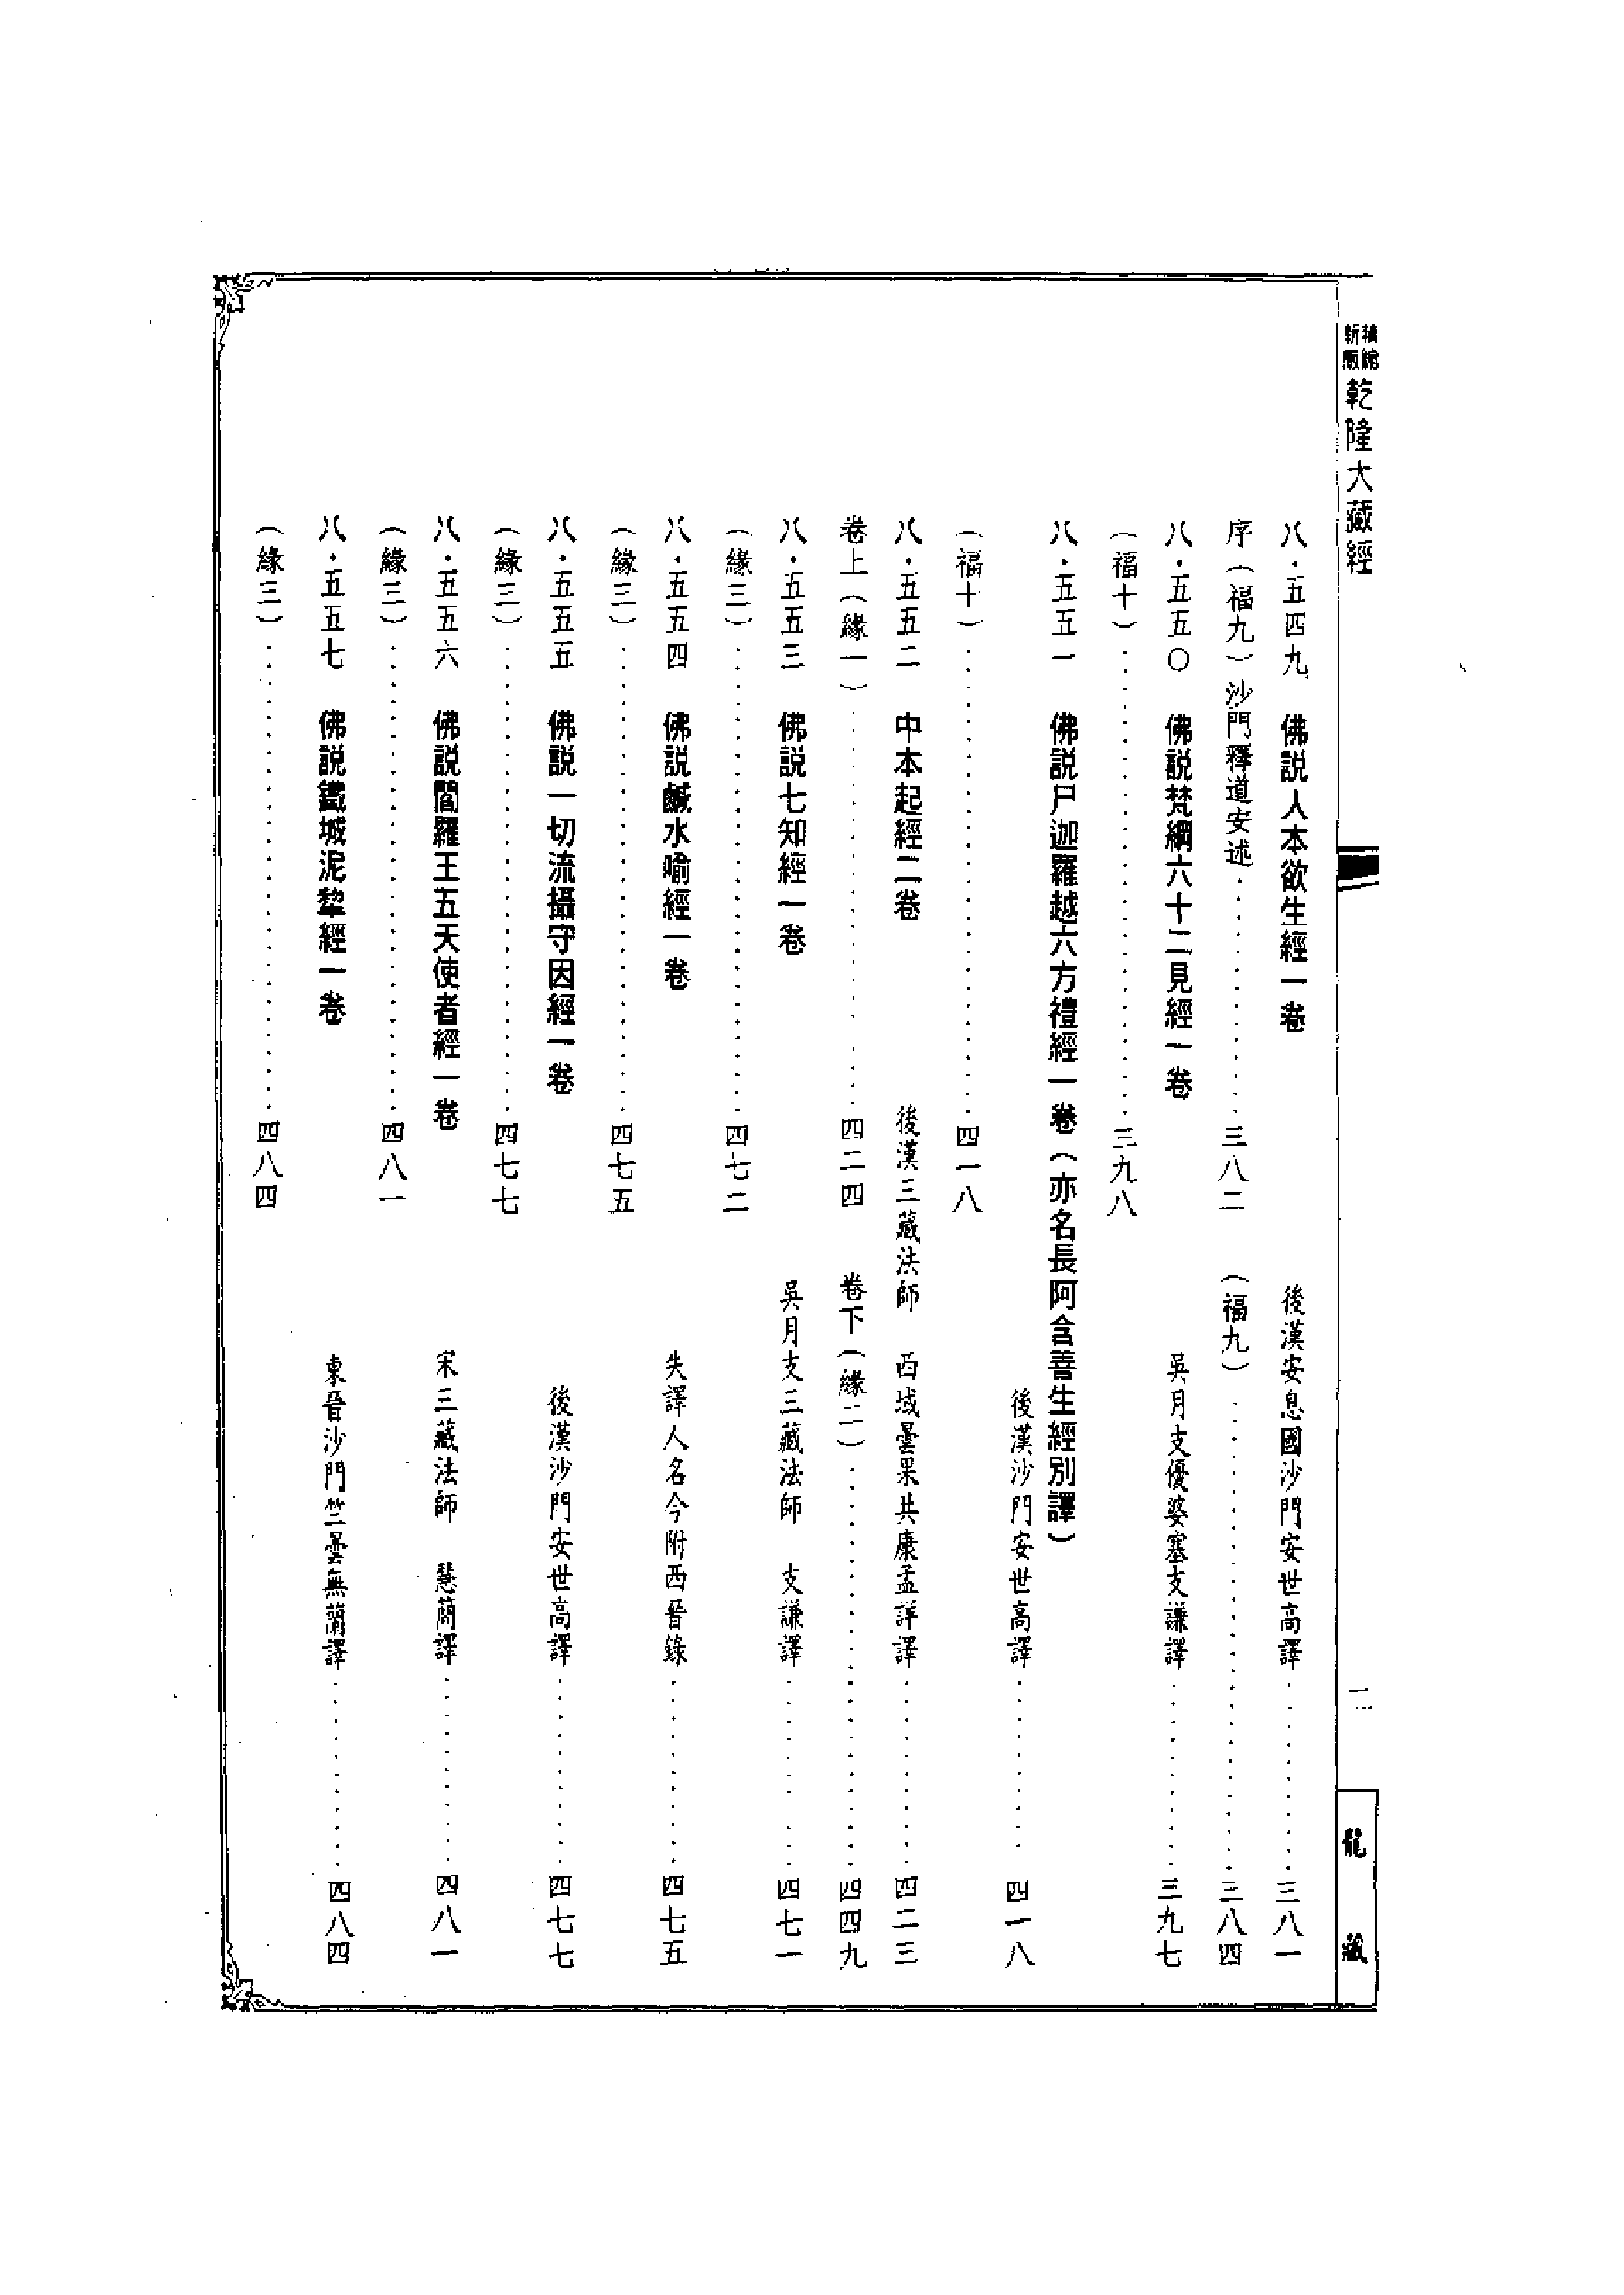 新版
乾隆大藏經
二
龍藏
八·五四九　佛説人本欲生經一卷　後漢安息國沙門安世高譯………三八一
序（福九）沙門釋道安述………三八二　（福九）………三八四
八·五五〇　佛説梵網六十二見經一卷　吳月支優婆塞支謙譯………三九七
（福十）………三九八
八·五五一　佛説尸迦羅越六方禮經一卷（亦名長阿含善生經別譯）
後漢沙門安世高譯………四一八
（福十）………四一八
八·五五二　中本起經二卷　後漢三藏法師　西域曇果共康孟詳譯………四二三
卷上（緣一）………四二四　卷下（緣二）………四四九
八·五五三　佛説七知經一卷　吳月支三藏法師　支謙譯………四七一
（緣三）………四七二
八·五五四　佛説鹹水喻經一卷　失譯人名今附西晉錄………四七五
（緣三）………四七五
八·五五五　佛説一切流攝守因經一卷　後漢沙門安世高譯………四七七
（緣三）………四七七
八·五五六　佛説閻羅王五天使者經一卷　宋三藏法師　慧簡譯………四八一
（緣三）………四八一
八·五五七　佛説鐵城泥犂經一卷　東晉沙門竺曇無蘭譯………四八四
（緣三）………四八四